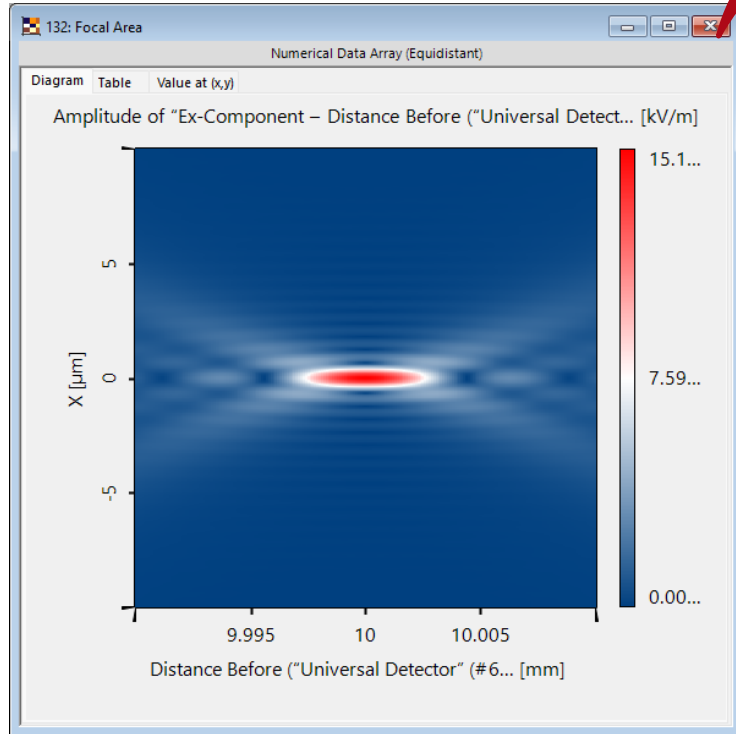 132: Focal Area
Numerical Data Array (Equidistant)
Diagram Table Value at (x,y)
Amplitude of “Ex-Component – Distance Before (“Universal Detect... [kV/m]
15.1...
7.59...
0.00...
5
0
-5
X [µm]
9.995 10 10.005
Distance Before (“Universal Detector“ (#6... [mm]